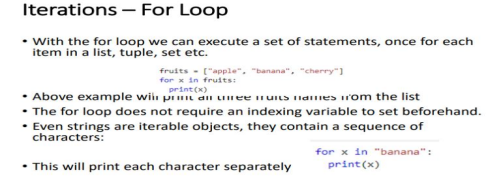 Iterations – For Loop
• With the for loop we can execute a set of statements, once for each
item in a list, tuple, set etc.
fruits = ["apple", "banana", "cherry"]
for x in fruits:
print(x)
• Above example will print all three fruits names from the list
• The for loop does not require an indexing variable to set beforehand.
• Even strings are iterable objects, they contain a sequence of
characters:
for x in "banana":
• This will print each character separately
print(x)